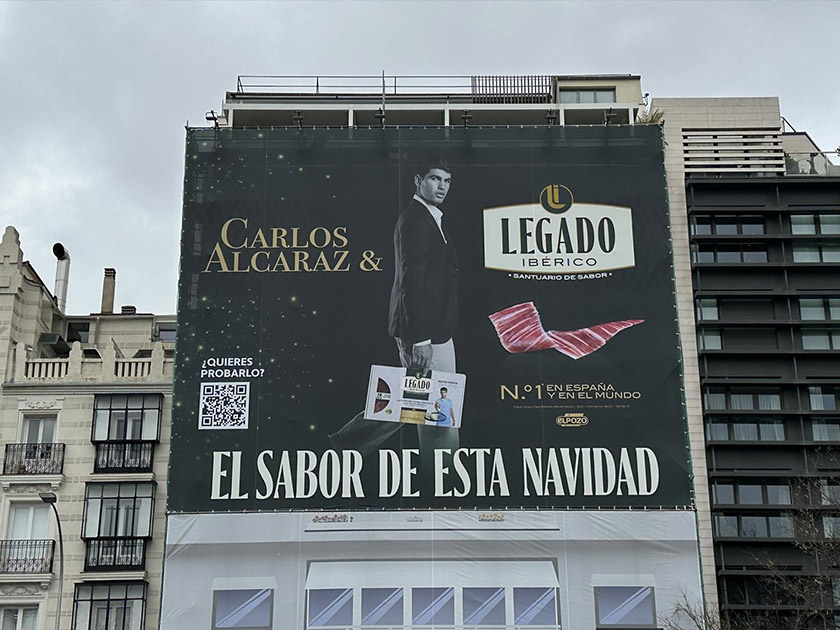 CARLOS
ALCARAZ &
LEGADO
IBÉRICO
• SANTUARIO DE SABOR •
¿QUIERES
PROBARLO?
LEGADO
N.º1 EN ESPAÑA
Y EN EL MUNDO
ELPOZO
EL SABOR DE ESTA NAVIDAD